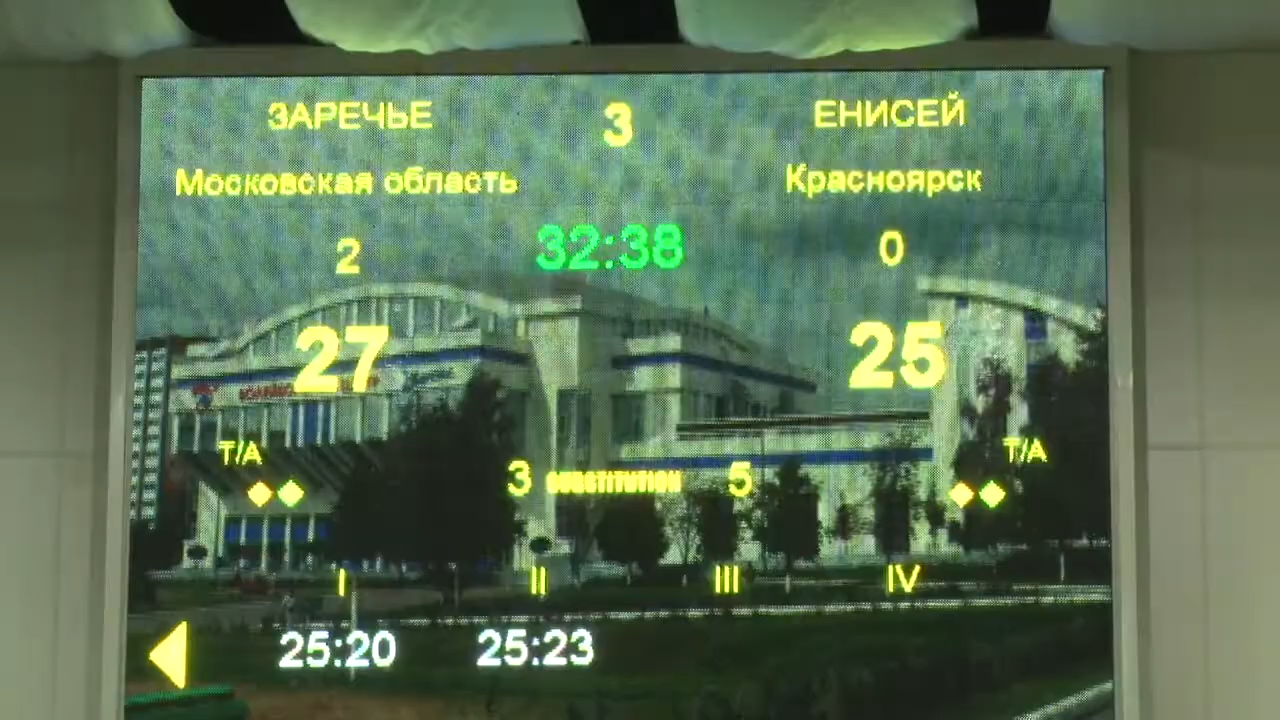 ЗАРЕЧЬЕ 3 ЕНИСЕЙ
Московская область Красноярск
2 32:38 0
27 25
T/A T/A
3 SUBSTITUTION 5
I II III IV
25:20 25:23